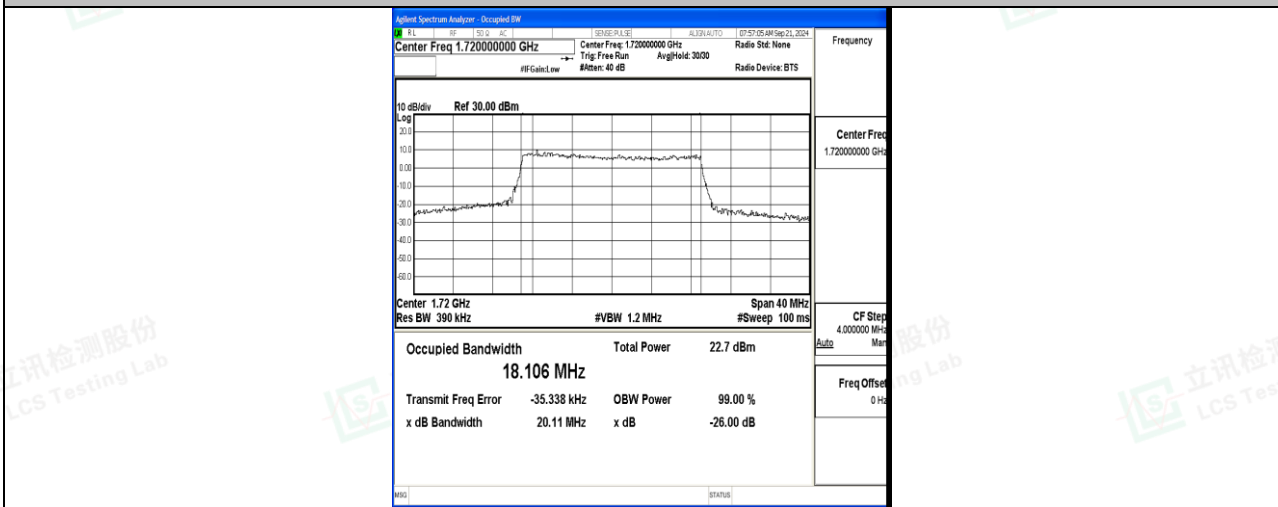 Agilent Spectrum Analyzer - Occupied BW
RL RF 50 Ω AC SENSE:PULSE ALIGN AUTO 07:57:05 AM Sep 21, 2024
Center Freq 1.720000000 GHz
Center Freq: 1.720000000 GHz
Radio Std: None
Trig: Free Run
Avg|Hold: 30/30
#IFGain:Low
#Atten: 40 dB
Radio Device: BTS
Frequency
10 dB/div Ref 30.00 dBm
Log
20.0
10.0
0.00
-10.0
-20.0
-30.0
-40.0
-50.0
-60.0
Center 1.72 GHz
Span 40 MHz
Res BW 390 kHz
#VBW 1.2 MHz
#Sweep 100 ms
Center Freq
1.720000000 GHz
CF Step
4.000000 MHz
Auto Man
Freq Offset
0 Hz
Occupied Bandwidth
18.106 MHz
Total Power 22.7 dBm
Transmit Freq Error -35.338 kHz
OBW Power 99.00 %
x dB Bandwidth 20.11 MHz
x dB -26.00 dB
MSG
STATUS
立讯检测股份
LCS Testing Lab